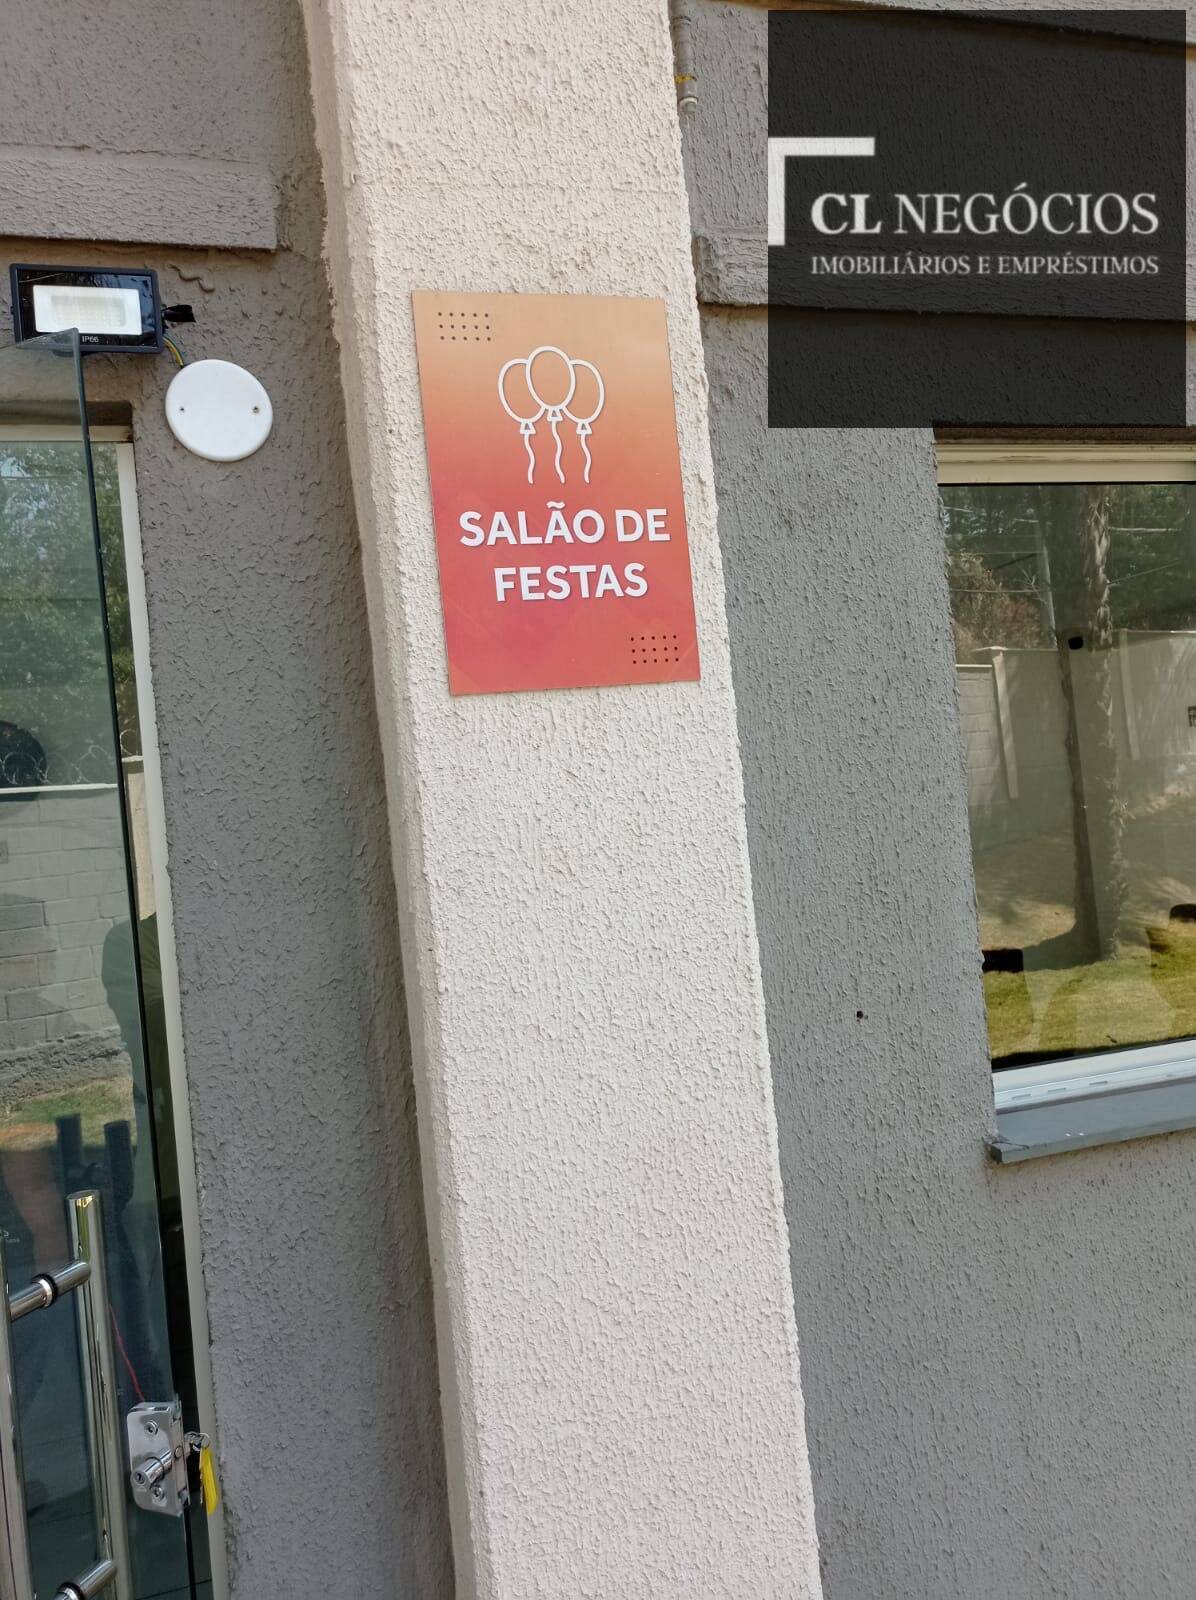 CL NEGÓCIOS
IMOBILIÁRIOS E EMPRÉSTIMOS
IP66
SALÃO DE
FESTAS